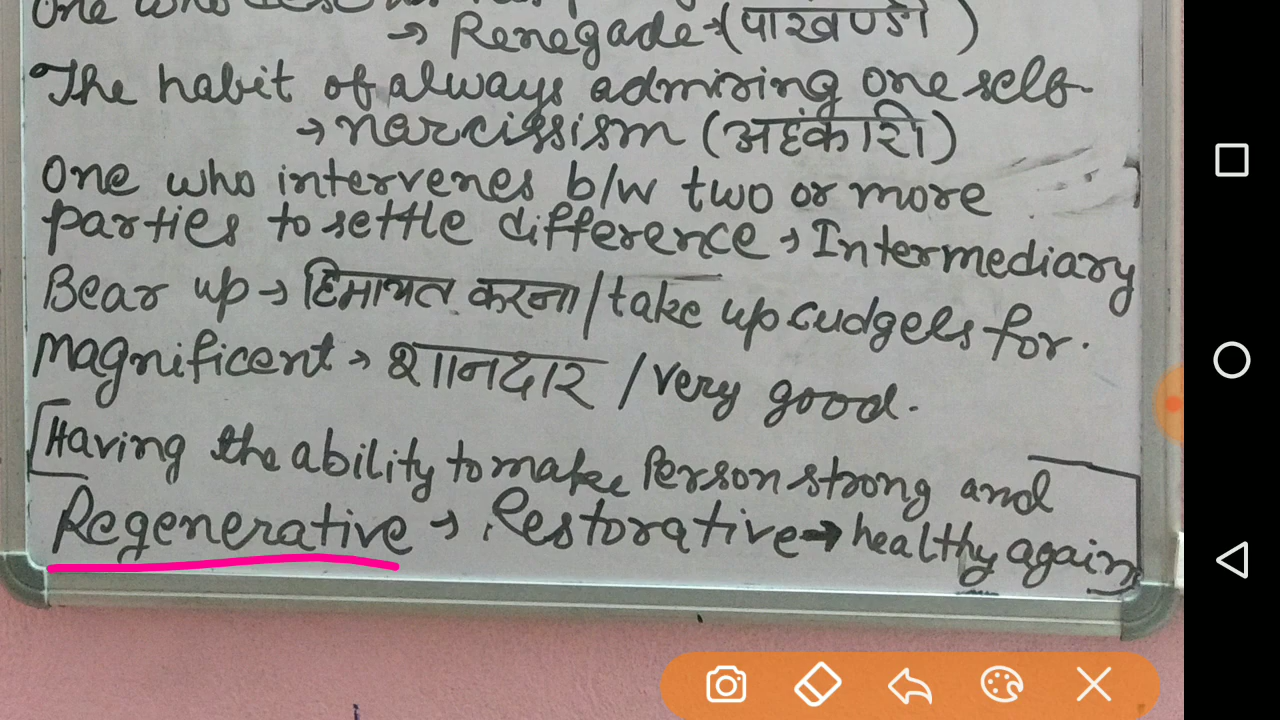 One who
→ Renegade → (पाखण्डी)
The habit of always admiring one self.
→ narcissism (अहंकारी)
One who intervenes b/w two or more
parties to settle difference → Intermediary
Bear up → हिमायत करना / take up cudgels for.
Magnificent → शानदार / very good.
Having the ability to make Person strong and
Regenerative → Restorative → healthy again